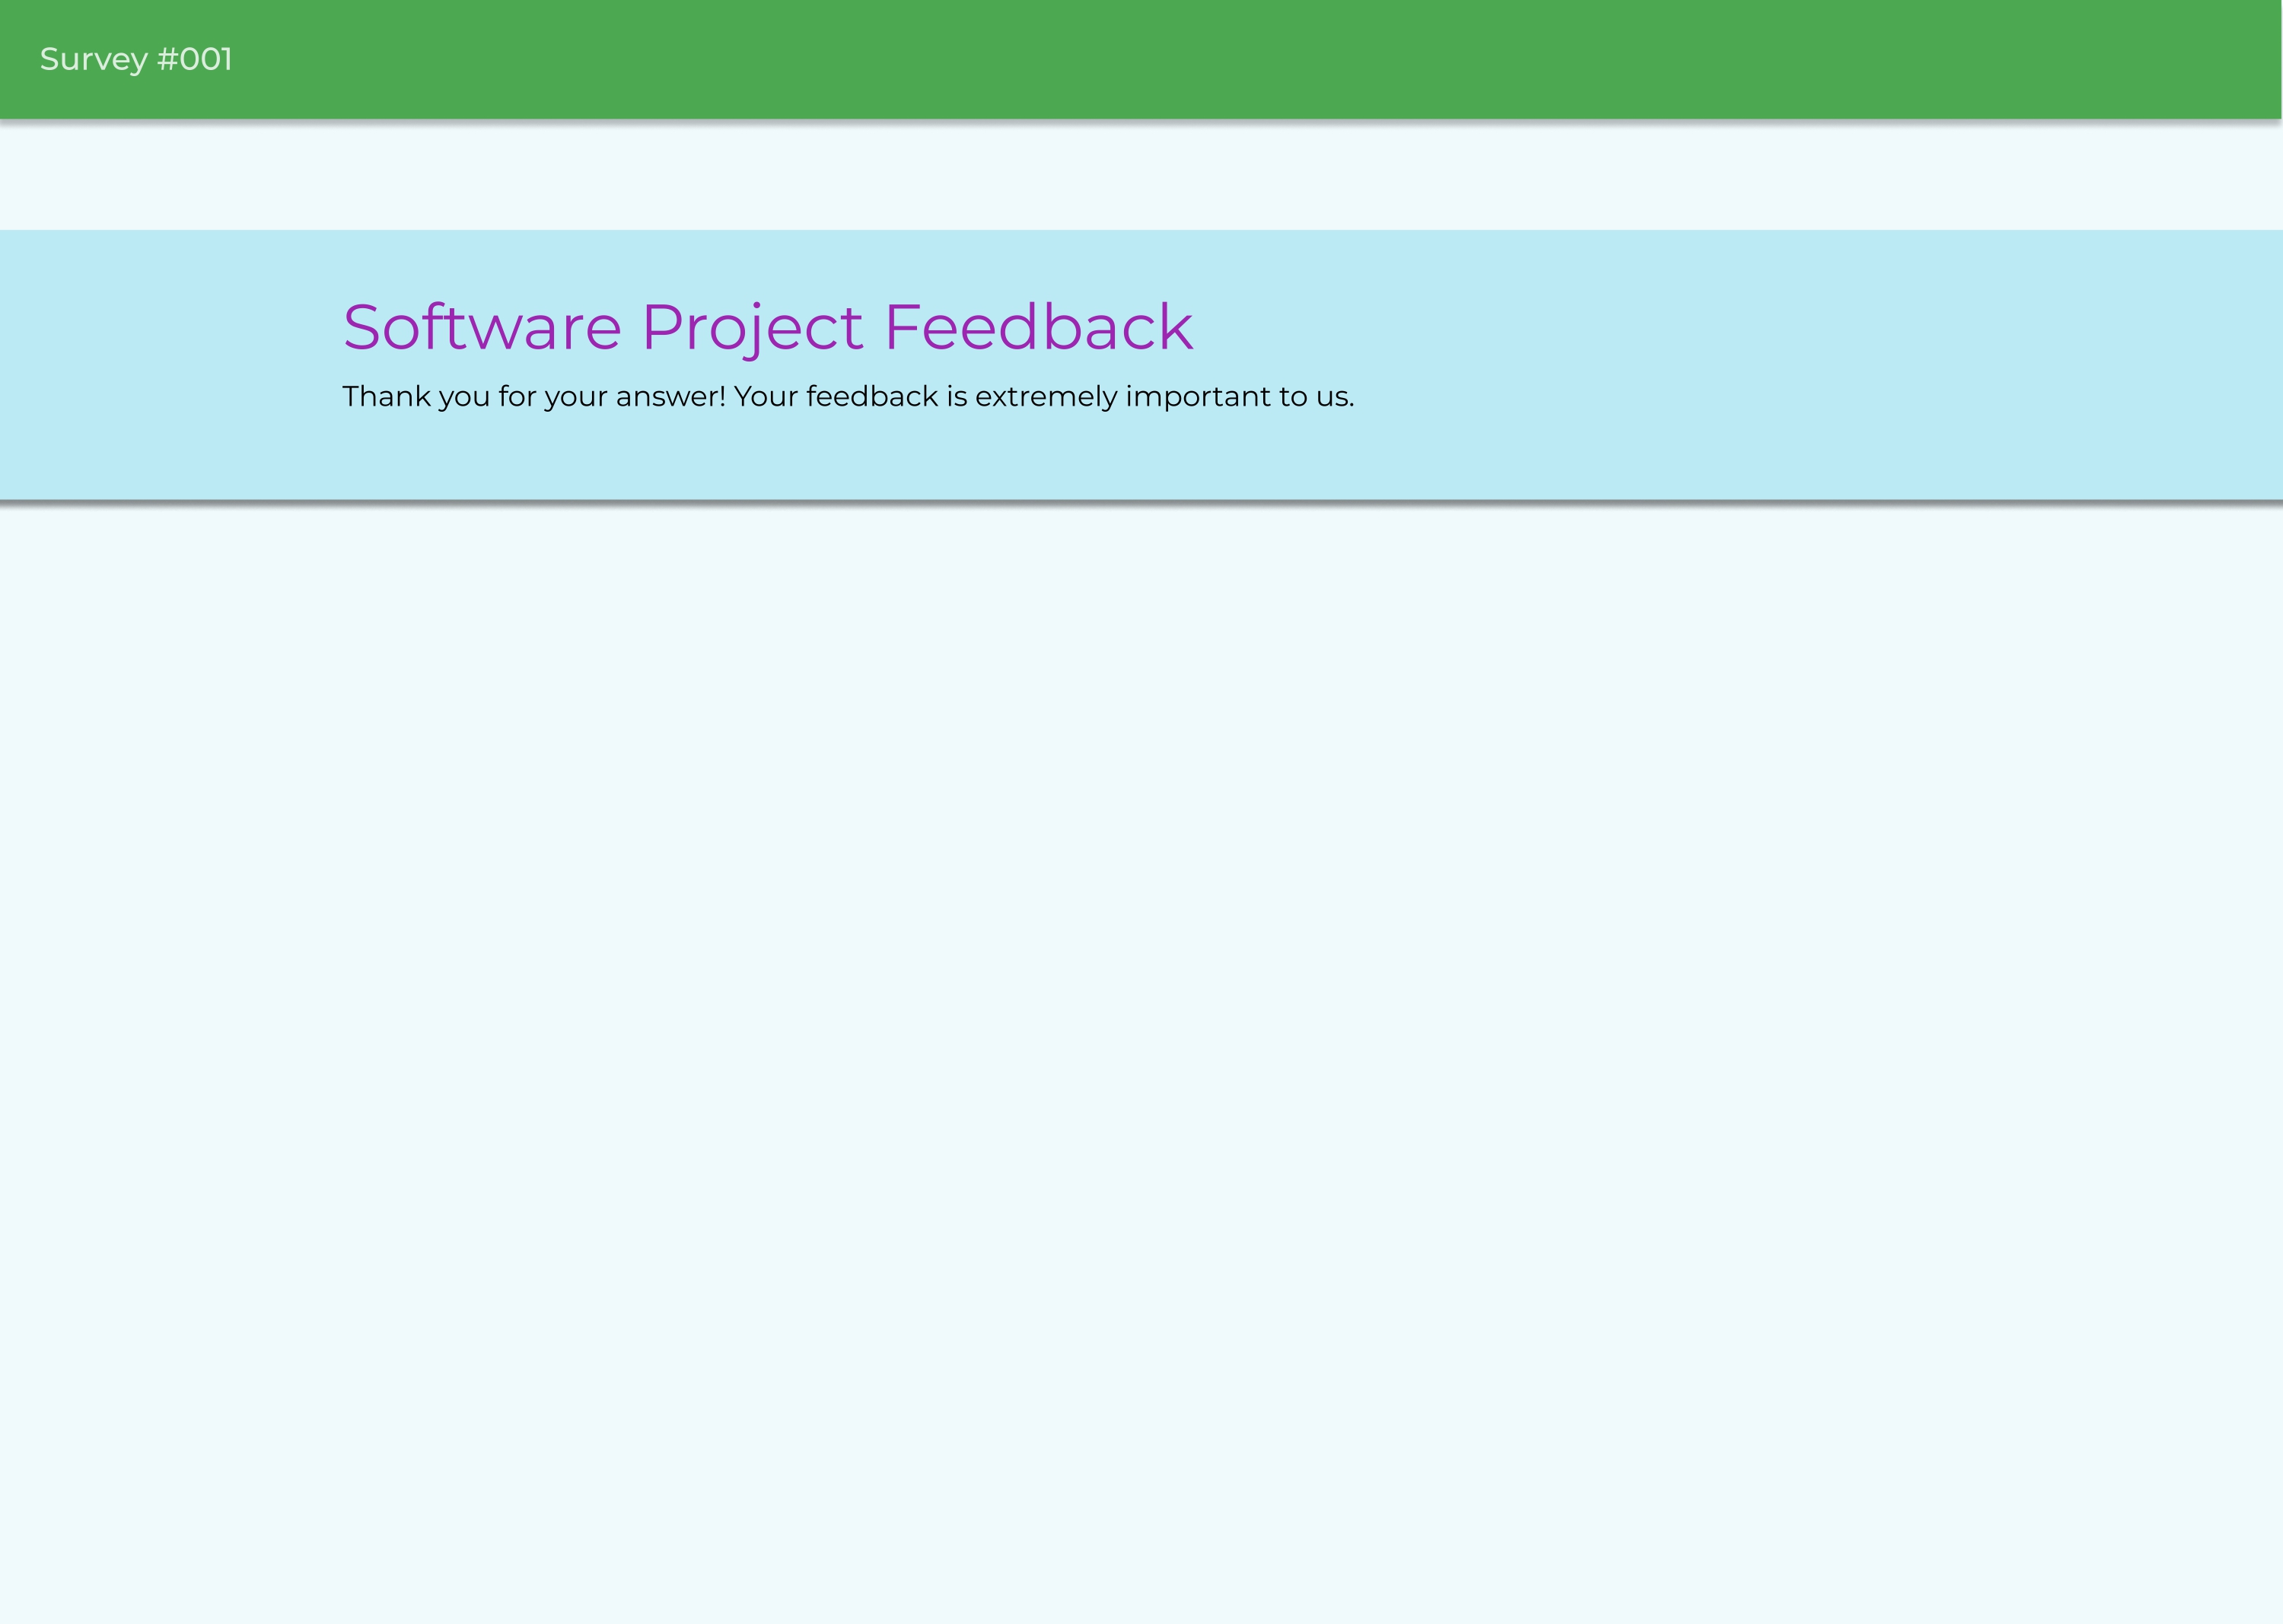 Survey #001
Software Project Feedback
Thank you for your answer! Your feedback is extremely important to us.